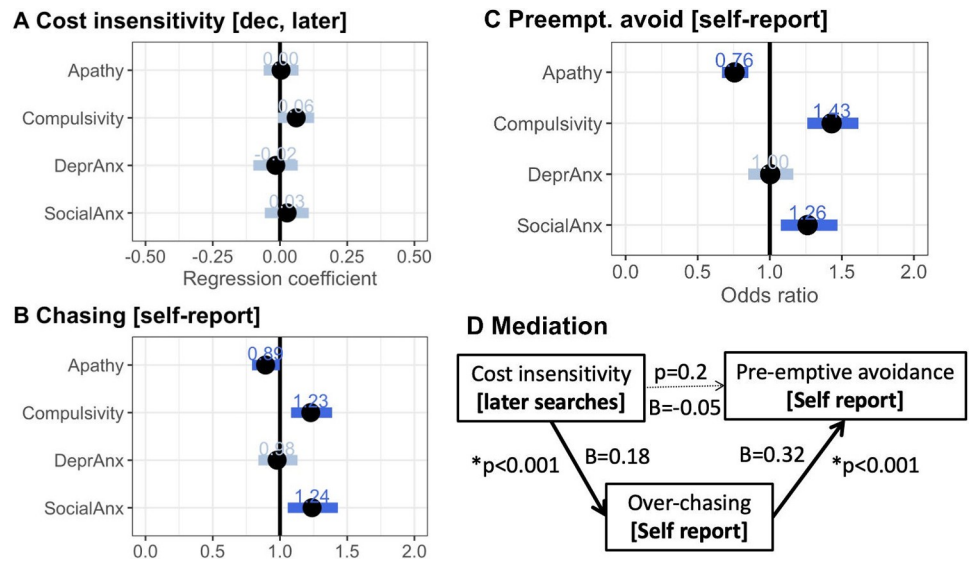 A Cost insensitivity [dec, later]
Apathy
0.00
Compulsivity
0.06
DeprAnx
-0.02
SocialAnx
0.03
-0.50 -0.25 0.00 0.25 0.50
Regression coefficient
B Chasing [self-report]
Apathy
0.89
Compulsivity
1.23
DeprAnx
0.98
SocialAnx
1.24
0.0 0.5 1.0 1.5 2.0
C Preempt. avoid [self-report]
Apathy
0.76
Compulsivity
1.43
DeprAnx
1.00
SocialAnx
1.26
0.0 0.5 1.0 1.5 2.0
Odds ratio
D Mediation
Cost insensitivity
[later searches]
p=0.2
B=-0.05
Pre-emptive avoidance
[Self report]
*p<0.001
B=0.18
B=0.32
*p<0.001
Over-chasing
[Self report]